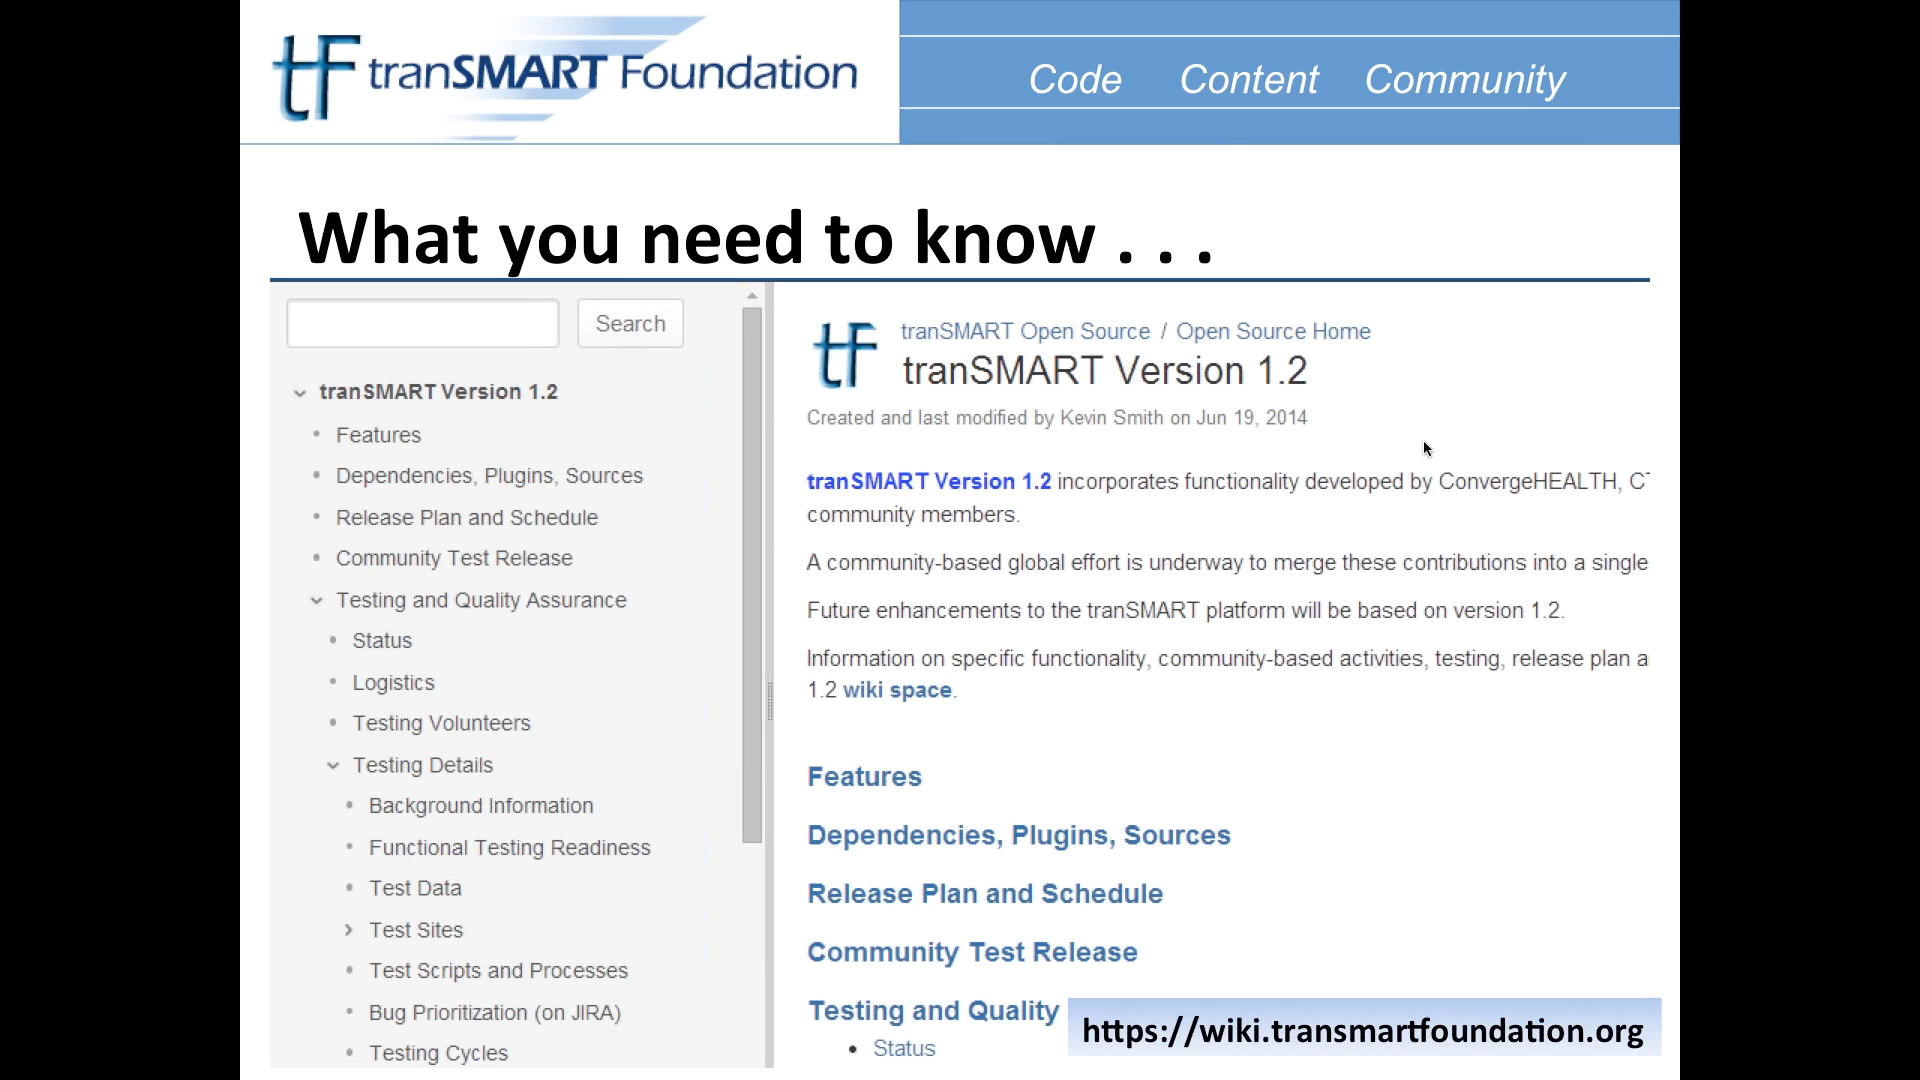 tranSMART Foundation
Code Content Community
What you need to know . . .
Search
tranSMART Version 1.2
Features
Dependencies, Plugins, Sources
Release Plan and Schedule
Community Test Release
Testing and Quality Assurance
Status
Logistics
Testing Volunteers
Testing Details
Background Information
Functional Testing Readiness
Test Data
Test Sites
Test Scripts and Processes
Bug Prioritization (on JIRA)
Testing Cycles
tranSMART Open Source / Open Source Home
tranSMART Version 1.2
Created and last modified by Kevin Smith on Jun 19, 2014
tranSMART Version 1.2 incorporates functionality developed by ConvergeHEALTH,
community members.
A community-based global effort is underway to merge these contributions into a single
Future enhancements to the tranSMART platform will be based on version 1.2.
Information on specific functionality, community-based activities, testing, release plan a
1.2 wiki space.
Features
Dependencies, Plugins, Sources
Release Plan and Schedule
Community Test Release
Testing and Quality
Status
https://wiki.transmartfoundation.org